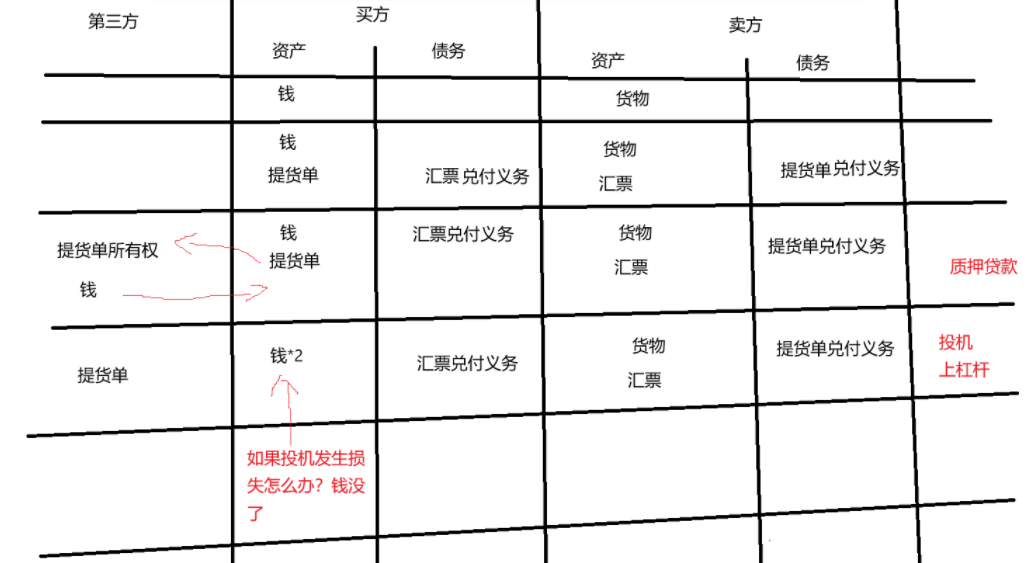 第三方
买方
卖方
资产
债务
资产
债务
钱
货物
钱
提货单
汇票兑付义务
货物
汇票
提货单兑付义务
提货单所有权
钱
钱
提货单
汇票兑付义务
货物
汇票
提货单兑付义务
质押贷款
提货单
钱*2
汇票兑付义务
货物
汇票
提货单兑付义务
投机
上杠杆
如果投机发生损
失怎么办？钱没
了